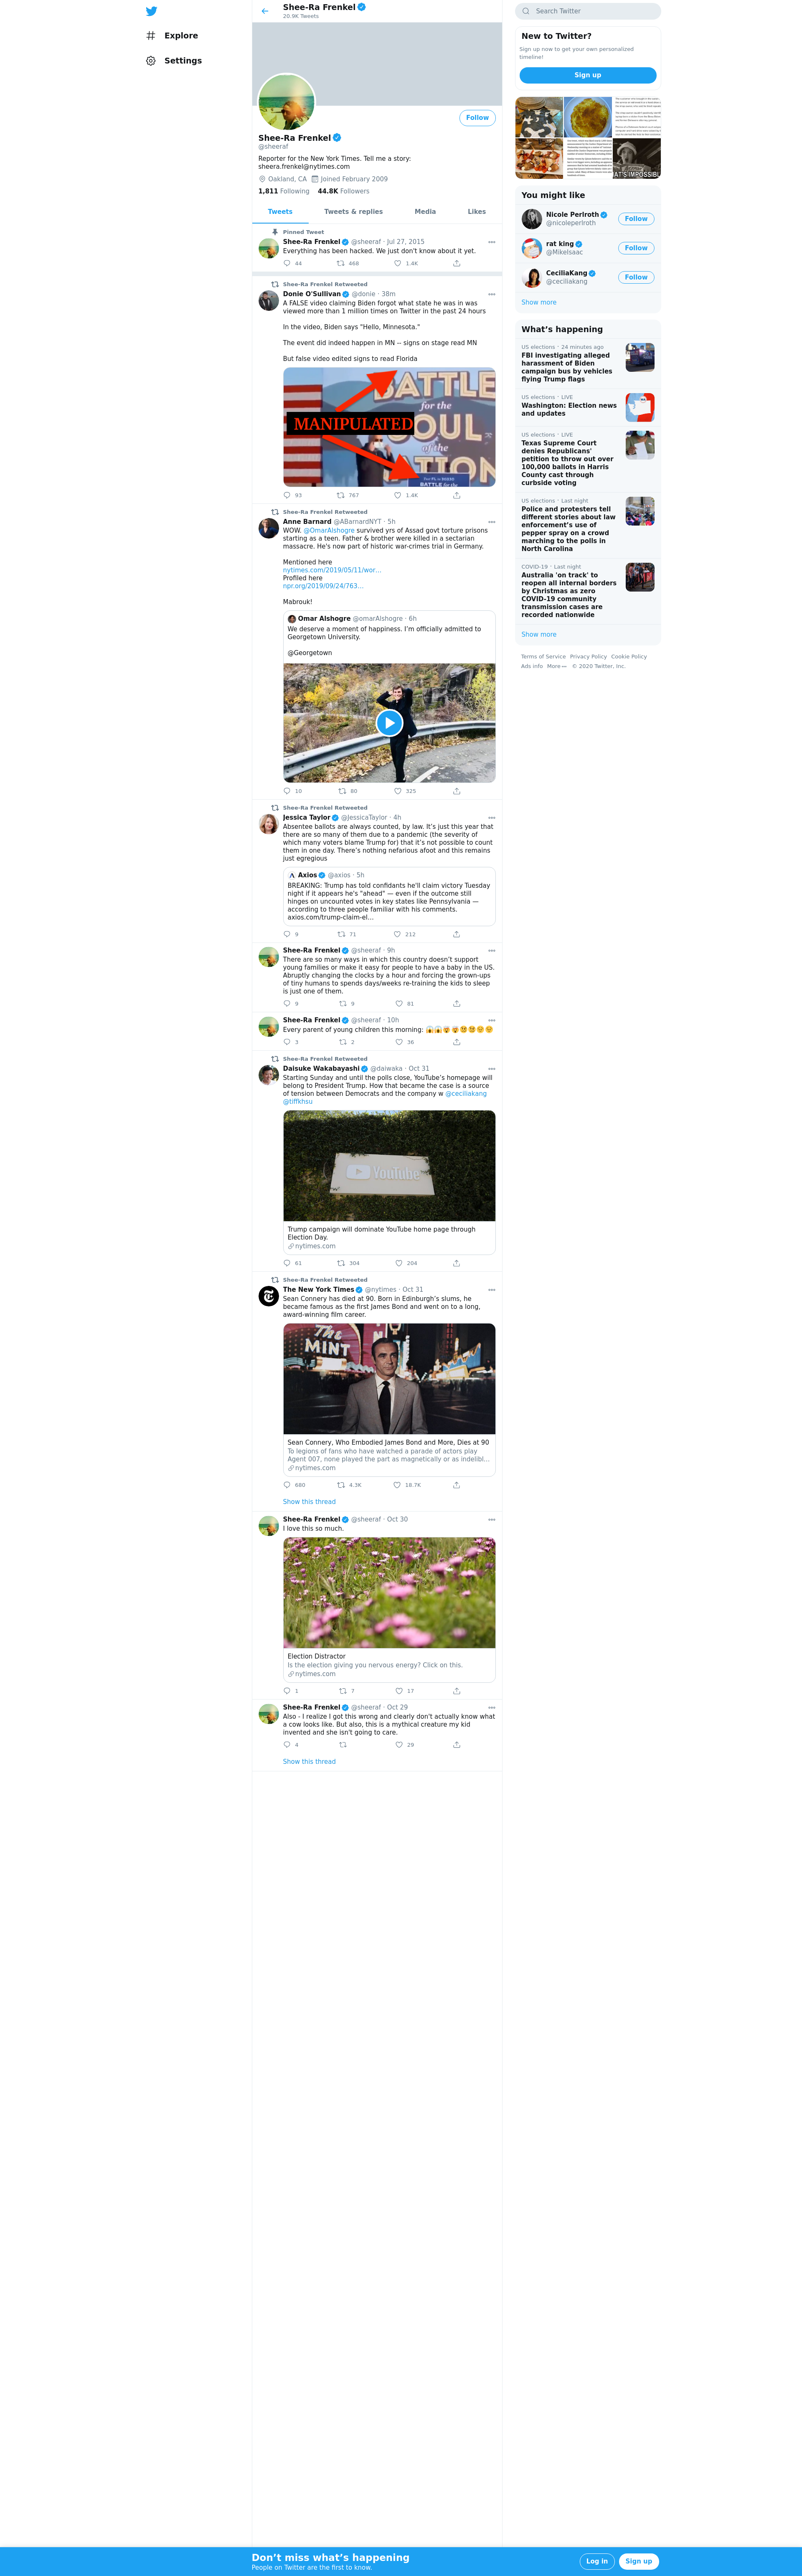 Explore
Settings
Shee-Ra Frenkel
20.9K Tweets
Follow
Shee-Ra Frenkel
@sheeraf
Reporter for the New York Times. Tell me a story:
sheera.frenkel@nytimes.com
Oakland, CA Joined February 2009
1,811 Following 44.8K Followers
Tweets Tweets & replies Media Likes
Pinned Tweet
Shee-Ra Frenkel @sheeraf · Jul 27, 2015
Everything has been hacked. We just don't know about it yet.
44 468 1.4K
Shee-Ra Frenkel Retweeted
Donie O'Sullivan @donie · 38m
A FALSE video claiming Biden forgot what state he was in was
viewed more than 1 million times on Twitter in the past 24 hours
In the video, Biden says "Hello, Minnesota."
The event did indeed happen in MN -- signs on stage read MN
But false video edited signs to read Florida
BATTLE
for the
MANIPULATED
SOUL
of the
BATTLE for the
93 767 1.4K
Shee-Ra Frenkel Retweeted
Anne Barnard @ABarnardNYT · 5h
WOW. @OmarAlshogre survived yrs of Assad govt torture prisons
starting as a teen. Father & brother were killed in a sectarian
massacre. He's now part of historic war-crimes trial in Germany.
Mentioned here
nytimes.com/2019/05/11/wor…
Profiled here
npr.org/2019/09/24/763…
Mabrouk!
Omar Alshogre @omarAlshogre · 6h
We deserve a moment of happiness. I'm officially admitted to
Georgetown University.
@Georgetown
10 80 325
Shee-Ra Frenkel Retweeted
Jessica Taylor @JessicaTaylor · 4h
Absentee ballots are always counted, by law. It's just this year that
there are so many of them due to a pandemic (the severity of
which many voters blame Trump for) that it's not possible to count
them in one day. There's nothing nefarious afoot and this remains
just egregious
Axios @axios · 5h
BREAKING: Trump has told confidants he'll claim victory Tuesday
night if it appears he's "ahead" — even if the outcome still
hinges on uncounted votes in key states like Pennsylvania —
according to three people familiar with his comments.
axios.com/trump-claim-el…
9 71 212
Shee-Ra Frenkel @sheeraf · 9h
There are so many ways in which this country doesn't support
young families or make it easy for people to have a baby in the US.
Abruptly changing the clocks by a hour and forcing the grown-ups
of tiny humans to spends days/weeks re-training the kids to sleep
is just one of them.
9 9 81
Shee-Ra Frenkel @sheeraf · 10h
Every parent of young children this morning:
3 2 36
Shee-Ra Frenkel Retweeted
Daisuke Wakabayashi @daiwaka · Oct 31
Starting Sunday and until the polls close, YouTube's homepage will
belong to President Trump. How that became the case is a source
of tension between Democrats and the company w @ceciliakang
@tiffkhsu
YouTube
Trump campaign will dominate YouTube home page through
Election Day.
nytimes.com
61 304 204
Shee-Ra Frenkel Retweeted
The New York Times @nytimes · Oct 31
Sean Connery has died at 90. Born in Edinburgh's slums, he
became famous as the first James Bond and went on to a long,
award-winning film career.
The
MINT
Sean Connery, Who Embodied James Bond and More, Dies at 90
To legions of fans who have watched a parade of actors play
Agent 007, none played the part as magnetically or as indelibl…
nytimes.com
680 4.3K 18.7K
Show this thread
Shee-Ra Frenkel @sheeraf · Oct 30
I love this so much.
Election Distractor
Is the election giving you nervous energy? Click on this.
nytimes.com
1 7 17
Shee-Ra Frenkel @sheeraf · Oct 29
Also - I realize I got this wrong and clearly don't actually know what
a cow looks like. But also, this is a mythical creature my kid
invented and she isn't going to care.
4 29
Show this thread
Search Twitter
New to Twitter?
Sign up now to get your own personalized
timeline!
Sign up
AT'S IMPOSSIBL
You might like
Nicole Perlroth
@nicoleperlroth
Follow
rat king
@MikeIsaac
Follow
CeciliaKang
@ceciliakang
Follow
Show more
What's happening
US elections · 24 minutes ago
FBI investigating alleged
harassment of Biden
campaign bus by vehicles
flying Trump flags
US elections · LIVE
Washington: Election news
and updates
US elections · LIVE
Texas Supreme Court
denies Republicans'
petition to throw out over
100,000 ballots in Harris
County cast through
curbside voting
US elections · Last night
Police and protesters tell
different stories about law
enforcement's use of
pepper spray on a crowd
marching to the polls in
North Carolina
COVID-19 · Last night
Australia 'on track' to
reopen all internal borders
by Christmas as zero
COVID-19 community
transmission cases are
recorded nationwide
Show more
Terms of Service Privacy Policy Cookie Policy
Ads info More ··· © 2020 Twitter, Inc.
Don't miss what's happening
People on Twitter are the first to know.
Log in
Sign up